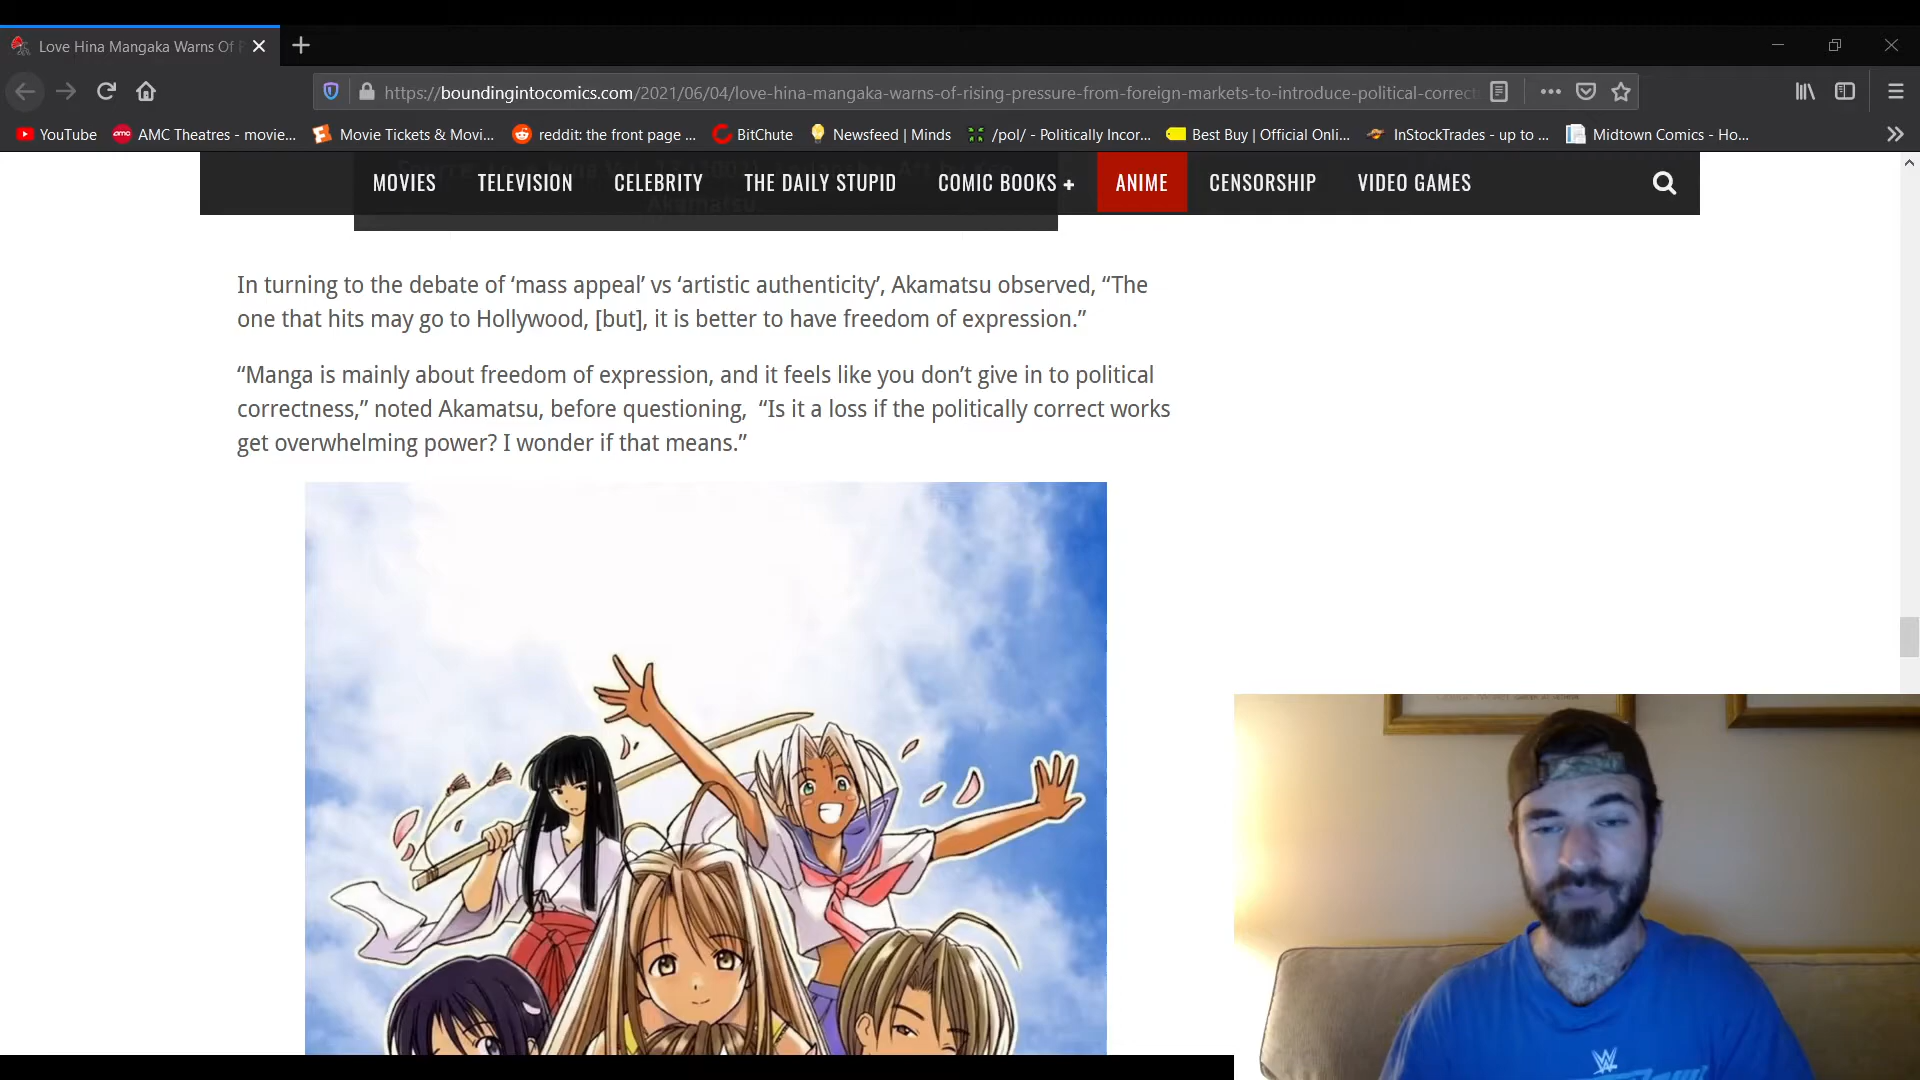 Love Hina Mangaka Warns Of
https://boundingintocomics.com/2021/06/04/love-hina-mangaka-warns-of-rising-pressure-from-foreign-markets-to-introduce-political-correct
YouTube
AMC Theatres - movie...
Movie Tickets & Movi...
reddit: the front page ...
BitChute
Newsfeed | Minds
/pol/ - Politically Incor...
Best Buy | Official Onli...
InStockTrades - up to ...
Midtown Comics - Ho...
MOVIES
TELEVISION
CELEBRITY
THE DAILY STUPID
COMIC BOOKS +
ANIME
CENSORSHIP
VIDEO GAMES
Akamatsu
In turning to the debate of ‘mass appeal’ vs ‘artistic authenticity’, Akamatsu observed, “The
one that hits may go to Hollywood, [but], it is better to have freedom of expression.”
“Manga is mainly about freedom of expression, and it feels like you don’t give in to political
correctness,” noted Akamatsu, before questioning, “Is it a loss if the politically correct works
get overwhelming power? I wonder if that means.”